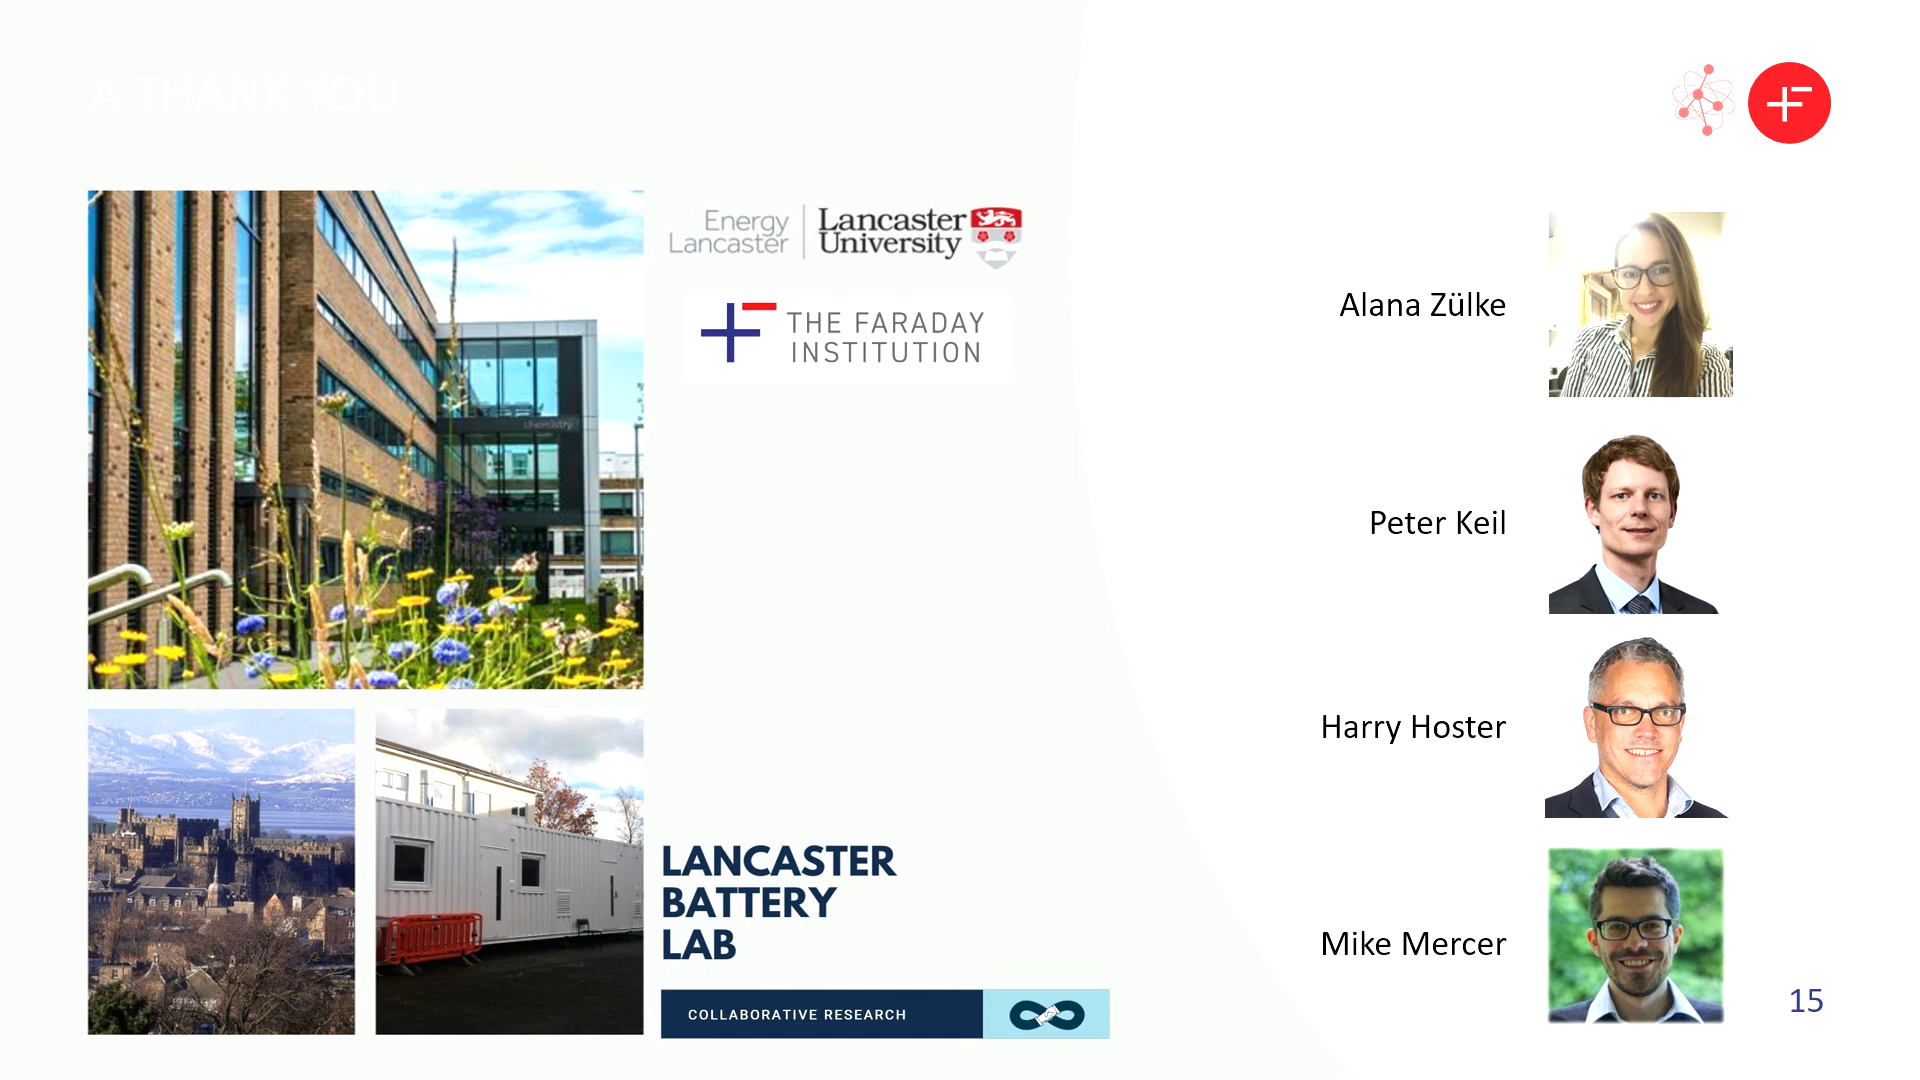 A THANK YOU
Energy
Lancaster
Lancaster
University
THE FARADAY
INSTITUTION
chemistry
LANCASTER
BATTERY
LAB
COLLABORATIVE RESEARCH
Alana Zülke
Peter Keil
Harry Hoster
Mike Mercer
15